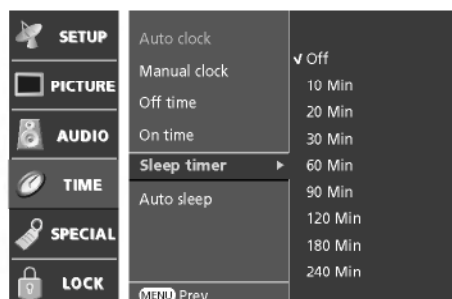 SETUP
PICTURE
AUDIO
TIME
SPECIAL
LOCK
Auto clock
Manual clock
Off time
On time
Sleep timer
Auto sleep
MENU Prev
✓ Off
10 Min
20 Min
30 Min
60 Min
90 Min
120 Min
180 Min
240 Min